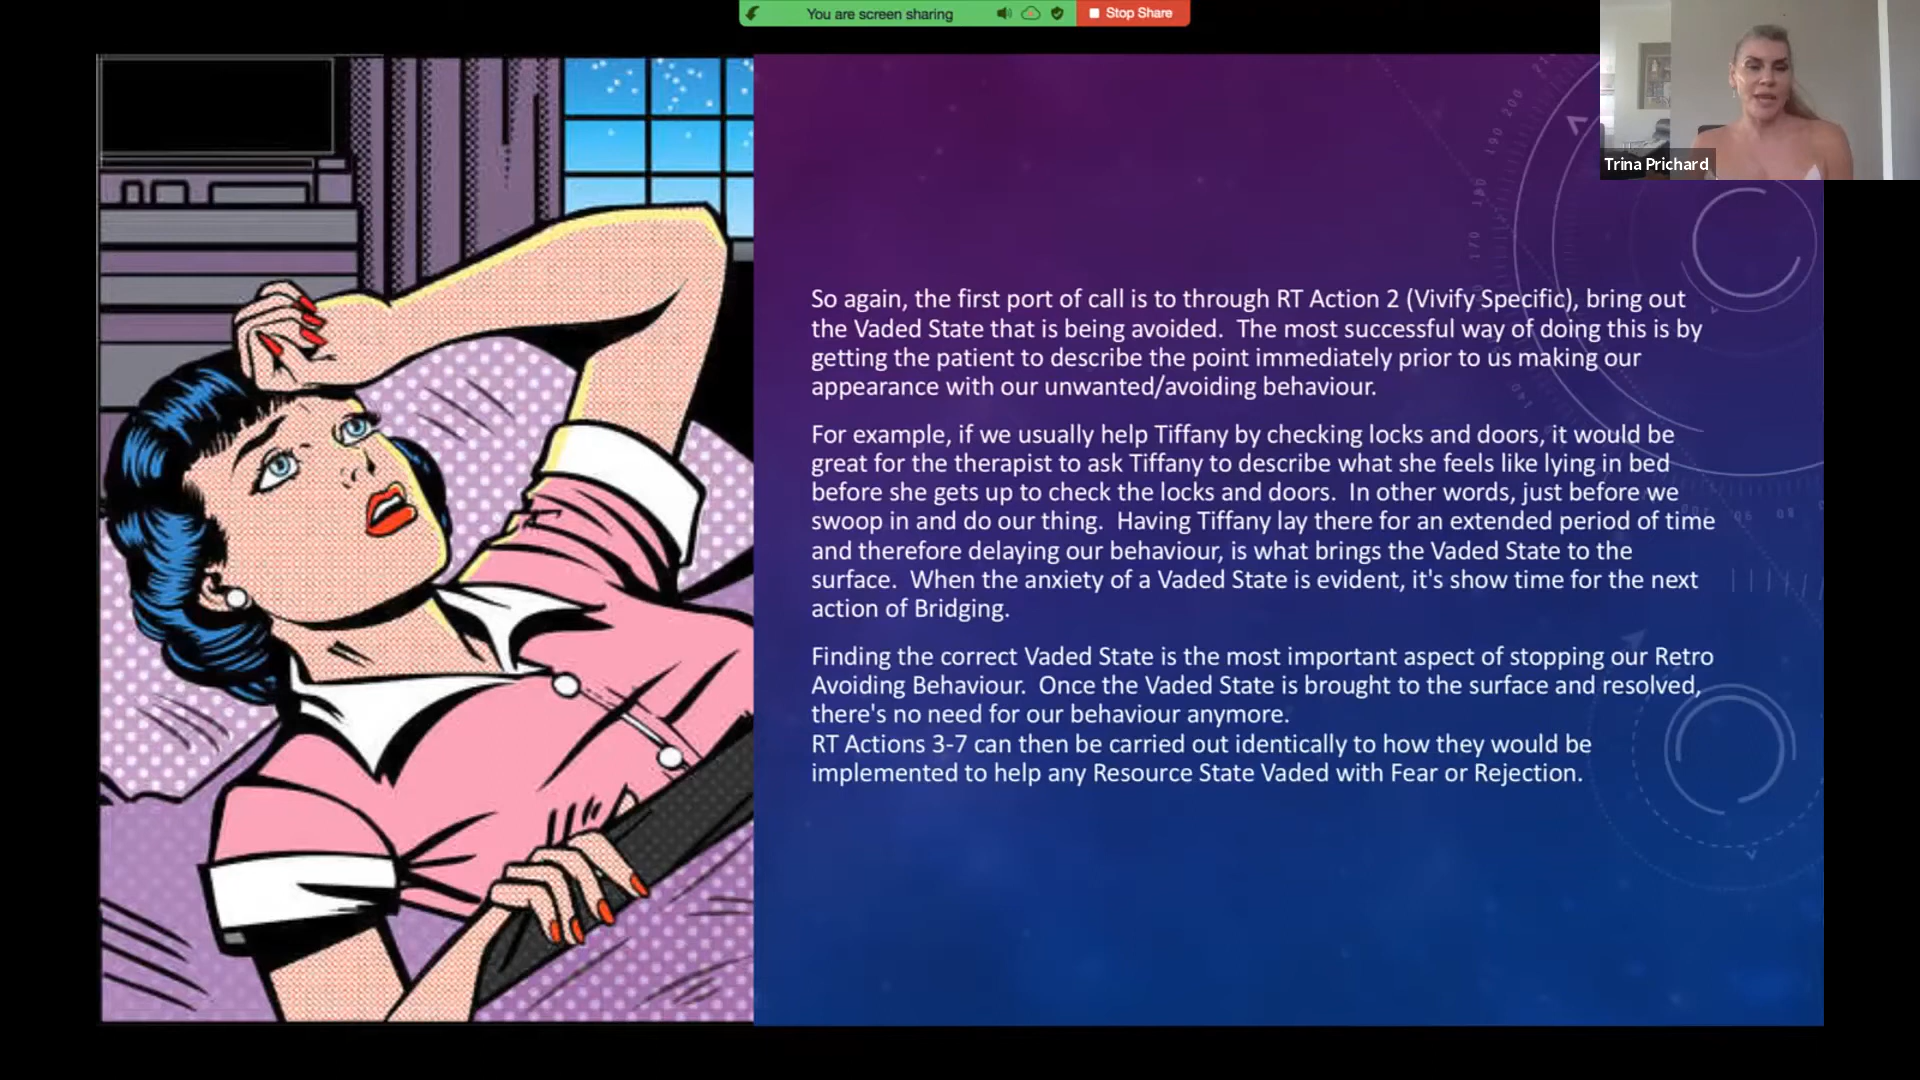 You are screen sharing
Stop Share
Trina Prichard
So again, the first port of call is to through RT Action 2 (Vivify Specific), bring out
the Vaded State that is being avoided.  The most successful way of doing this is by
getting the patient to describe the point immediately prior to us making our
appearance with our unwanted/avoiding behaviour.
For example, if we usually help Tiffany by checking locks and doors, it would be
great for the therapist to ask Tiffany to describe what she feels like lying in bed
before she gets up to check the locks and doors.  In other words, just before we
swoop in and do our thing.  Having Tiffany lay there for an extended period of time
and therefore delaying our behaviour, is what brings the Vaded State to the
surface.  When the anxiety of a Vaded State is evident, it's show time for the next
action of Bridging.
Finding the correct Vaded State is the most important aspect of stopping our Retro
Avoiding Behaviour.  Once the Vaded State is brought to the surface and resolved,
there's no need for our behaviour anymore.
RT Actions 3-7 can then be carried out identically to how they would be
implemented to help any Resource State Vaded with Fear or Rejection.
200
190
180
170
140